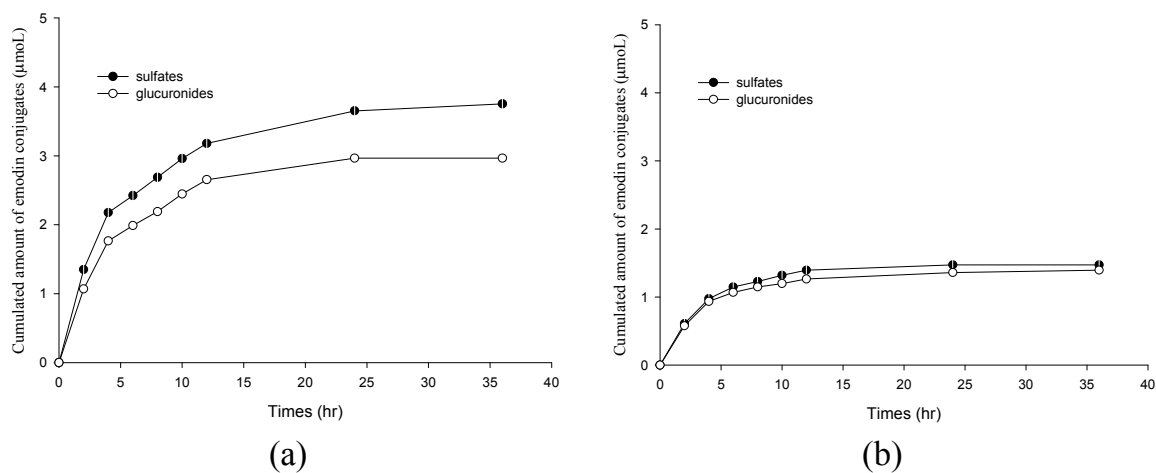 Cumulated amount of emodin conjugates (μmoL)
5
4
3
2
1
0
sulfates
glucuronides
0 5 10 15 20 25 30 35 40
Times (hr)
(a)
Cumulated amount of emodin conjugates (μmoL)
5
4
3
2
1
0
sulfates
glucuronides
0 5 10 15 20 25 30 35 40
Times (hr)
(b)